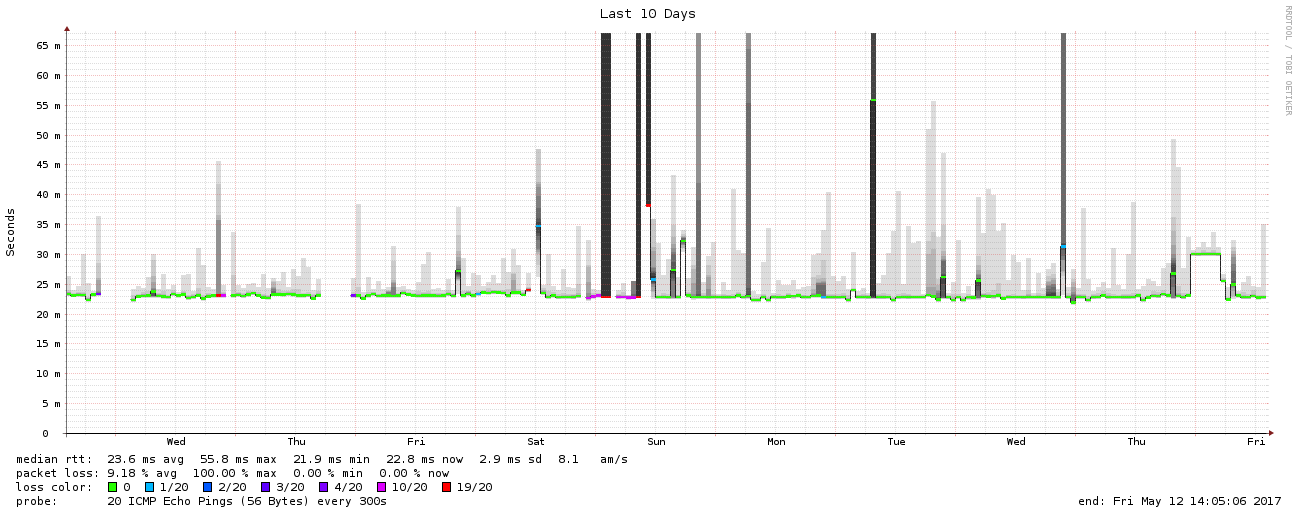 Last 10 Days
RRDTOOL / TOBI OETIKER
Seconds
65 m
60 m
55 m
50 m
45 m
40 m
35 m
30 m
25 m
20 m
15 m
10 m
5 m
0
Wed Thu Fri Sat Sun Mon Tue Wed Thu Fri
median rtt: 23.6 ms avg 55.8 ms max 21.9 ms min 22.8 ms now 2.9 ms sd 8.1 am/s
packet loss: 9.18 % avg 100.00 % max 0.00 % min 0.00 % now
loss color: 0 1/20 2/20 3/20 4/20 10/20 19/20
probe: 20 ICMP Echo Pings (56 Bytes) every 300s end: Fri May 12 14:05:06 2017